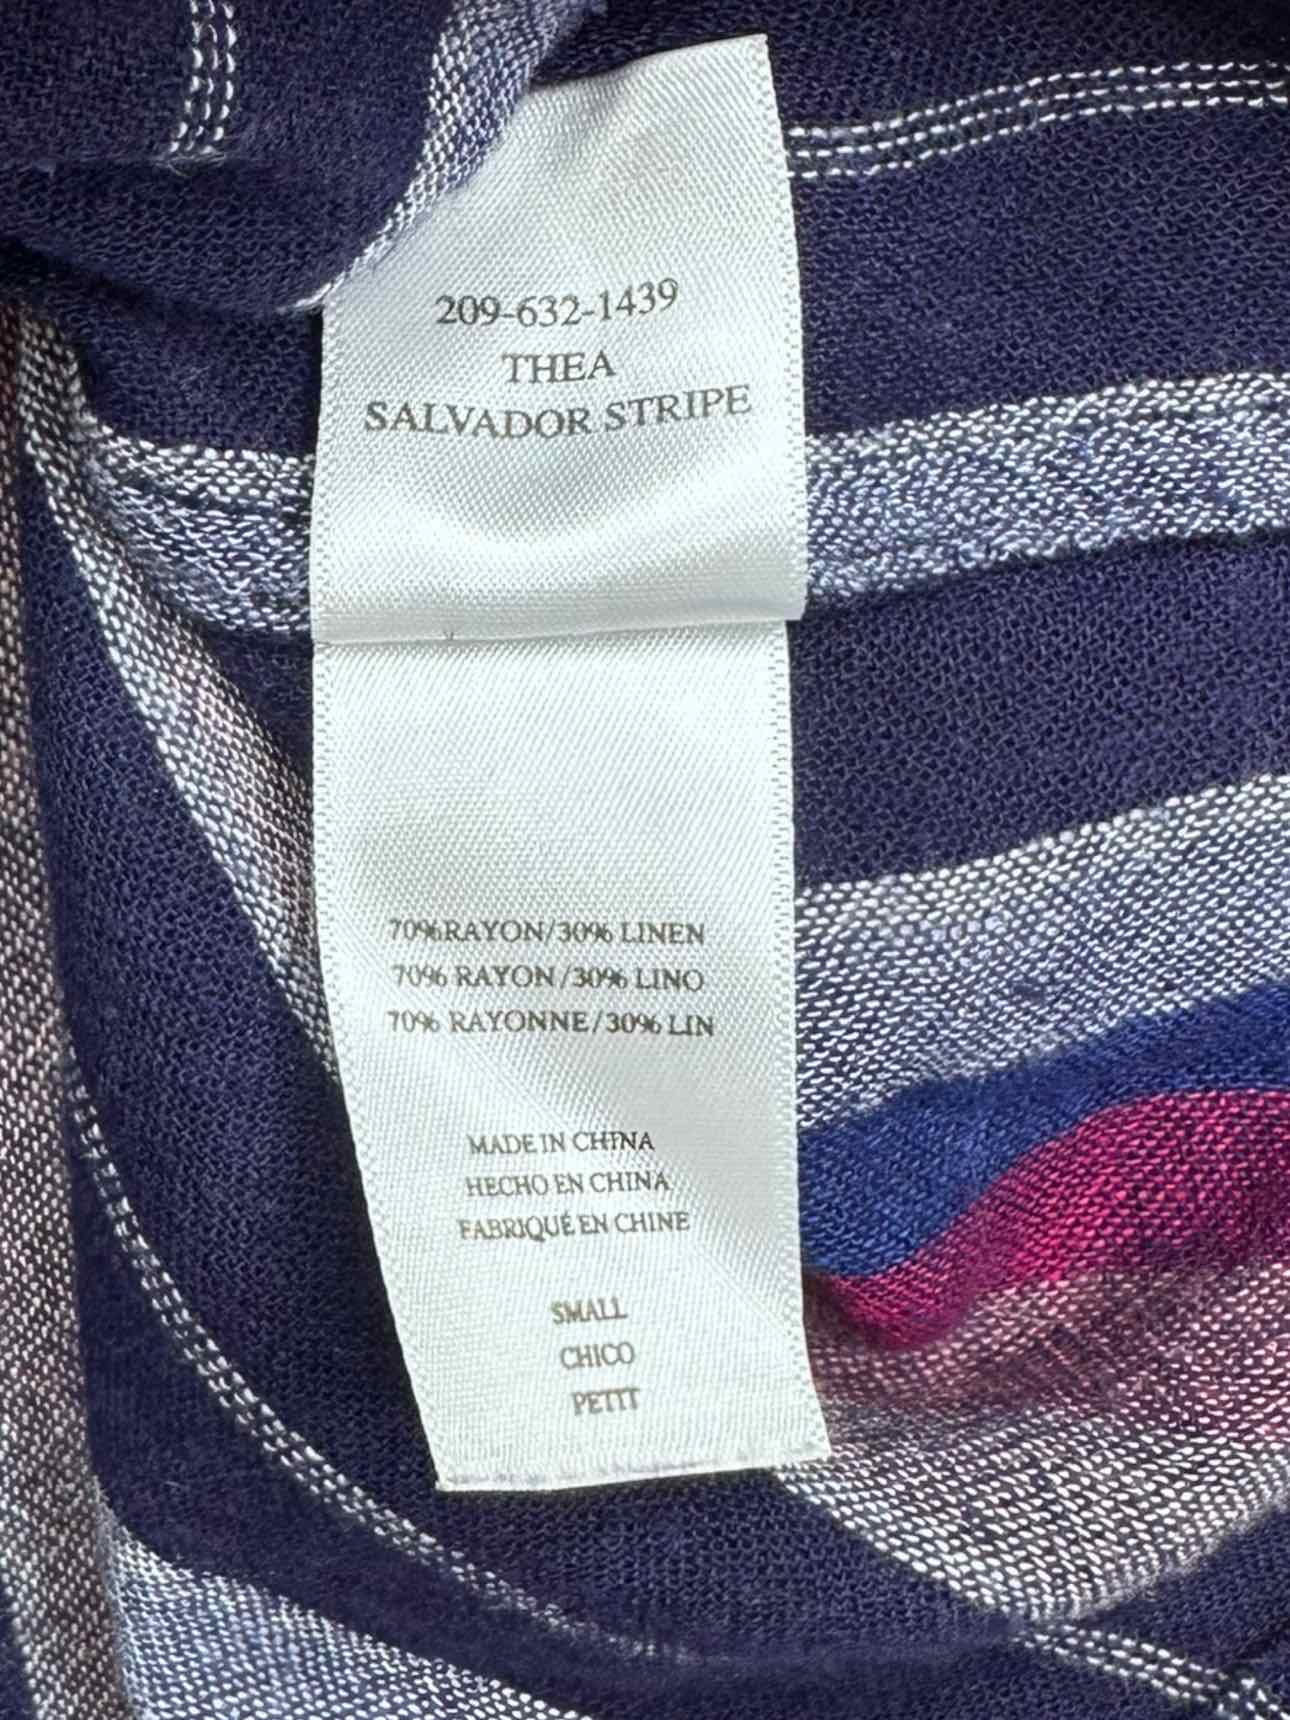 209-632-1439
THEA
SALVADOR STRIPE
70%RAYON/30% LINEN
70% RAYON/30% LINO
70% RAYONNE/30% LIN
MADE IN CHINA
HECHO EN CHINA
FABRIQUÉ EN CHINE
SMALL
CHICO
PETIT